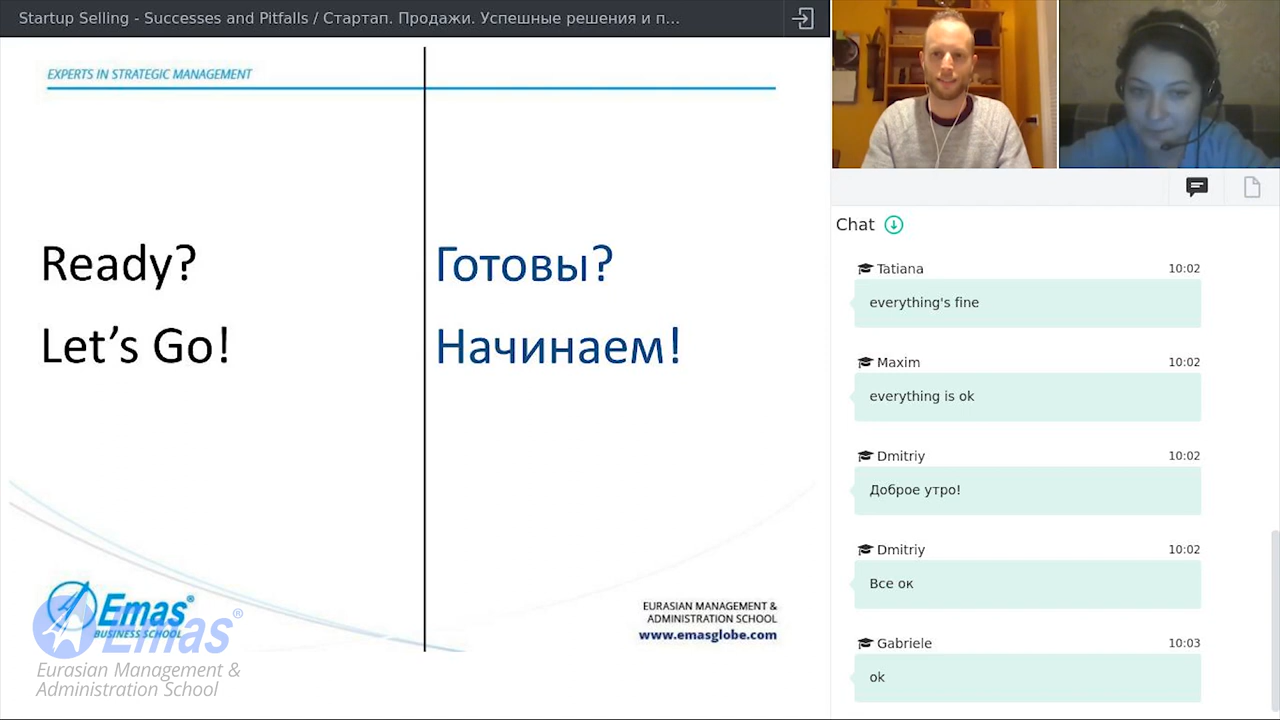 Startup Selling - Successes and Pitfalls / Стартап. Продажи. Успешные решения и п...
EXPERTS IN STRATEGIC MANAGEMENT
Ready?
Let’s Go!
Готовы?
Начинаем!
Emas®
BUSINESS SCHOOL
EURASIAN MANAGEMENT &
ADMINISTRATION SCHOOL
www.emasglobe.com
Emas®
Eurasian Management &
Administration School
Chat
Tatiana 10:02
everything's fine
Maxim 10:02
everything is ok
Dmitriy 10:02
Доброе утро!
Dmitriy 10:02
Все ок
Gabriele 10:03
ok